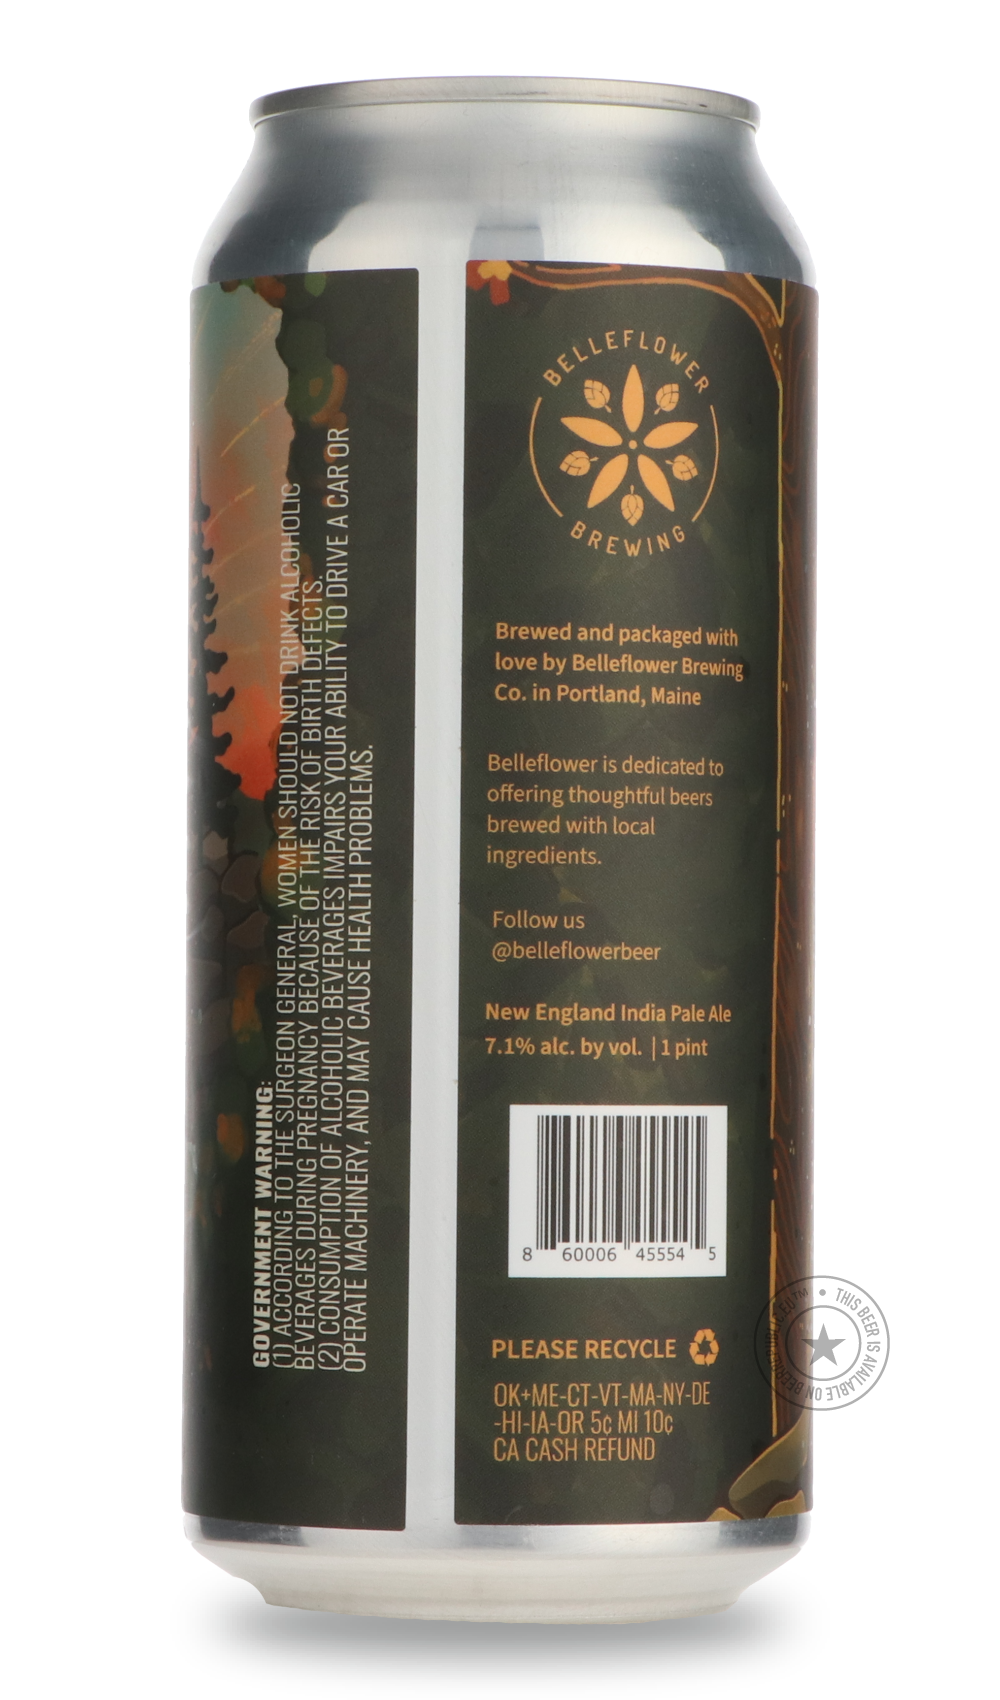 GOVERNMENT WARNING:
(1) ACCORDING TO THE SURGEON GENERAL, WOMEN SHOULD NOT DRINK ALCOHOLIC
BEVERAGES DURING PREGNANCY BECAUSE OF THE RISK OF BIRTH DEFECTS.
(2) CONSUMPTION OF ALCOHOLIC BEVERAGES IMPAIRS YOUR ABILITY TO DRIVE A CAR OR
OPERATE MACHINERY, AND MAY CAUSE HEALTH PROBLEMS.
BELLEFLOWER
BREWING
Brewed and packaged with
love by Belleflower Brewing
Co. in Portland, Maine
Belleflower is dedicated to
offering thoughtful beers
brewed with local
ingredients.
Follow us
@belleflowerbeer
New England India Pale Ale
7.1% alc. by vol. | 1 pint
8 60006 45554 5
PLEASE RECYCLE
OK+ME-CT-VT-MA-NY-DE
-HI-IA-OR 5¢ MI 10¢
CA CASH REFUND
THIS BEER IS AVAILABLE ON BEERREPUBLIC.EU™